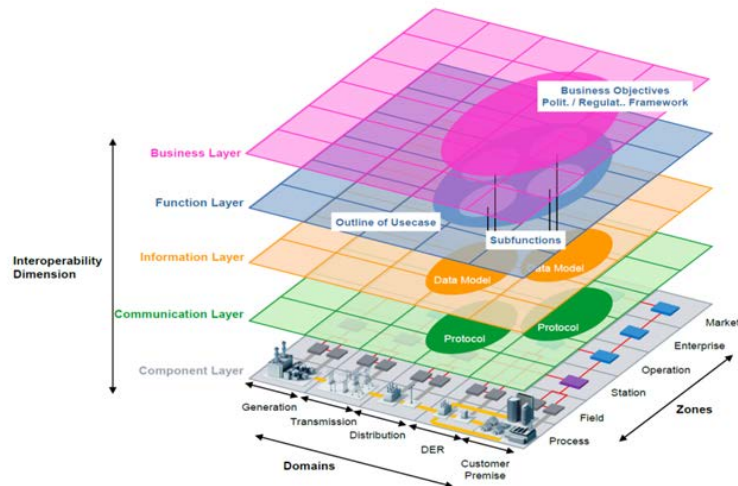 Business Objectives
Polit. / Regulat.. Framework
Business Layer
Function Layer
Outline of Usecase
Subfunctions
Interoperability
Dimension
Information Layer
Data Model
Data Model
Communication Layer
Protocol
Protocol
Component Layer
Market
Enterprise
Operation
Station
Field
Process
Zones
Generation
Transmission
Distribution
DER
Customer
Premise
Domains